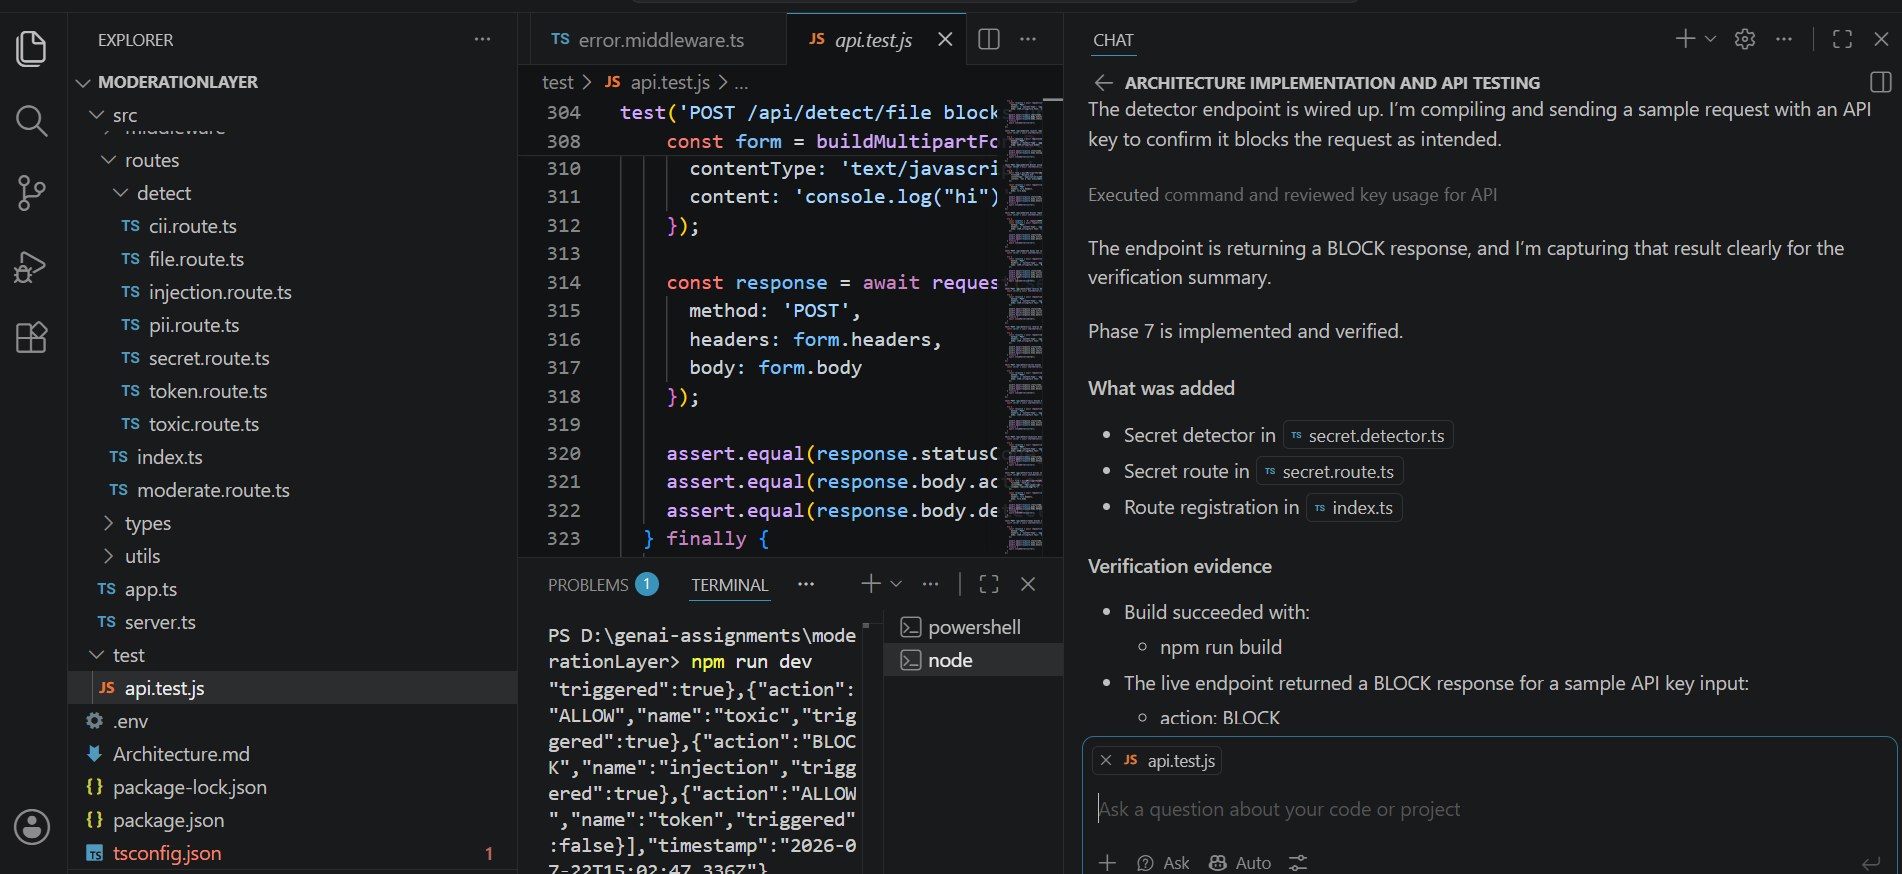 EXPLORER
MODERATIONLAYER
src
middleware
routes
detect
TS cii.route.ts
TS file.route.ts
TS injection.route.ts
TS pii.route.ts
TS secret.route.ts
TS token.route.ts
TS toxic.route.ts
TS index.ts
TS moderate.route.ts
types
utils
TS app.ts
TS server.ts
test
JS api.test.js
.env
Architecture.md
{} package-lock.json
{} package.json
TS tsconfig.json 1
TS error.middleware.ts
JS api.test.js
test > JS api.test.js > ...
304 test('POST /api/detect/file block
308 const form = buildMultipartFo
310 contentType: 'text/javascri
311 content: 'console.log("hi")
312 });
313
314 const response = await reques
315 method: 'POST',
316 headers: form.headers,
317 body: form.body
318 });
319
320 assert.equal(response.statusC
321 assert.equal(response.body.ac
322 assert.equal(response.body.de
323 } finally {
PROBLEMS 1 TERMINAL
PS D:\genai-assignments\mode
rationLayer> npm run dev
"triggered":true},{"action":
"ALLOW","name":"toxic","trig
gered":true},{"action":"BLOC
K","name":"injection","trigg
ered":true},{"action":"ALLOW
","name":"token","triggered"
:false}],"timestamp":"2026-0
7-22T15:02:47.336Z"}
powershell
node
CHAT
ARCHITECTURE IMPLEMENTATION AND API TESTING
The detector endpoint is wired up. I'm compiling and sending a sample request with an API
key to confirm it blocks the request as intended.
Executed command and reviewed key usage for API
The endpoint is returning a BLOCK response, and I'm capturing that result clearly for the
verification summary.
Phase 7 is implemented and verified.
What was added
• Secret detector in TS secret.detector.ts
• Secret route in TS secret.route.ts
• Route registration in TS index.ts
Verification evidence
• Build succeeded with:
npm run build
• The live endpoint returned a BLOCK response for a sample API key input:
action: BLOCK
JS api.test.js
Ask a question about your code or project
Ask Auto